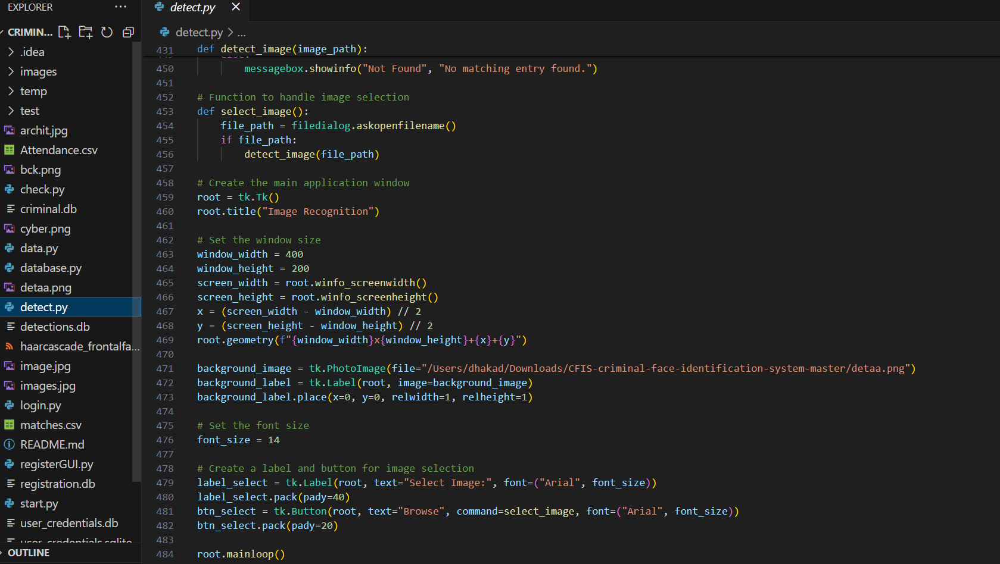 EXPLORER
...
CRIMIN...
.idea
images
temp
test
archit.jpg
Attendance.csv
bck.png
check.py
criminal.db
cyber.png
data.py
database.py
detaa.png
detect.py
detections.db
haarcascade_frontalfa...
image.jpg
images.jpg
login.py
matches.csv
README.md
registerGUI.py
registration.db
start.py
user_credentials.db
user_credentials.sqlite
OUTLINE
detect.py
detect.py > ...
431 def detect_image(image_path):
449 else:
450 messagebox.showinfo("Not Found", "No matching entry found.")
451
452 # Function to handle image selection
453 def select_image():
454 file_path = filedialog.askopenfilename()
455 if file_path:
456 detect_image(file_path)
457
458 # Create the main application window
459 root = tk.Tk()
460 root.title("Image Recognition")
461
462 # Set the window size
463 window_width = 400
464 window_height = 200
465 screen_width = root.winfo_screenwidth()
466 screen_height = root.winfo_screenheight()
467 x = (screen_width - window_width) // 2
468 y = (screen_height - window_height) // 2
469 root.geometry(f"{window_width}x{window_height}+{x}+{y}")
470
471 background_image = tk.PhotoImage(file="/Users/dhakad/Downloads/CFIS-criminal-face-identification-system-master/detaa.png")
472 background_label = tk.Label(root, image=background_image)
473 background_label.place(x=0, y=0, relwidth=1, relheight=1)
474
475 # Set the font size
476 font_size = 14
477
478 # Create a label and button for image selection
479 label_select = tk.Label(root, text="Select Image:", font=("Arial", font_size))
480 label_select.pack(pady=40)
481 btn_select = tk.Button(root, text="Browse", command=select_image, font=("Arial", font_size))
482 btn_select.pack(pady=20)
483
484 root.mainloop()